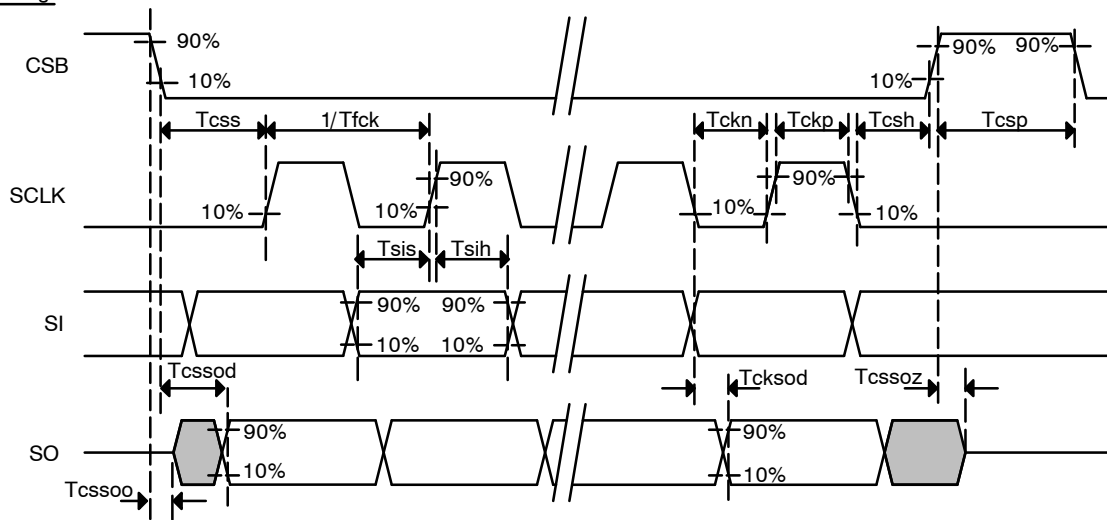 90%
90% 90%
CSB
10% 10%
Tcss 1/Tfck Tckn Tckp Tcsh Tcsp
SCLK
90% 90%
10% 10% 10% 10%
Tsis Tsih
SI
90% 90%
10% 10%
Tcssod Tcksod Tcssoz
SO
90% 90%
10% 10%
Tcssoo